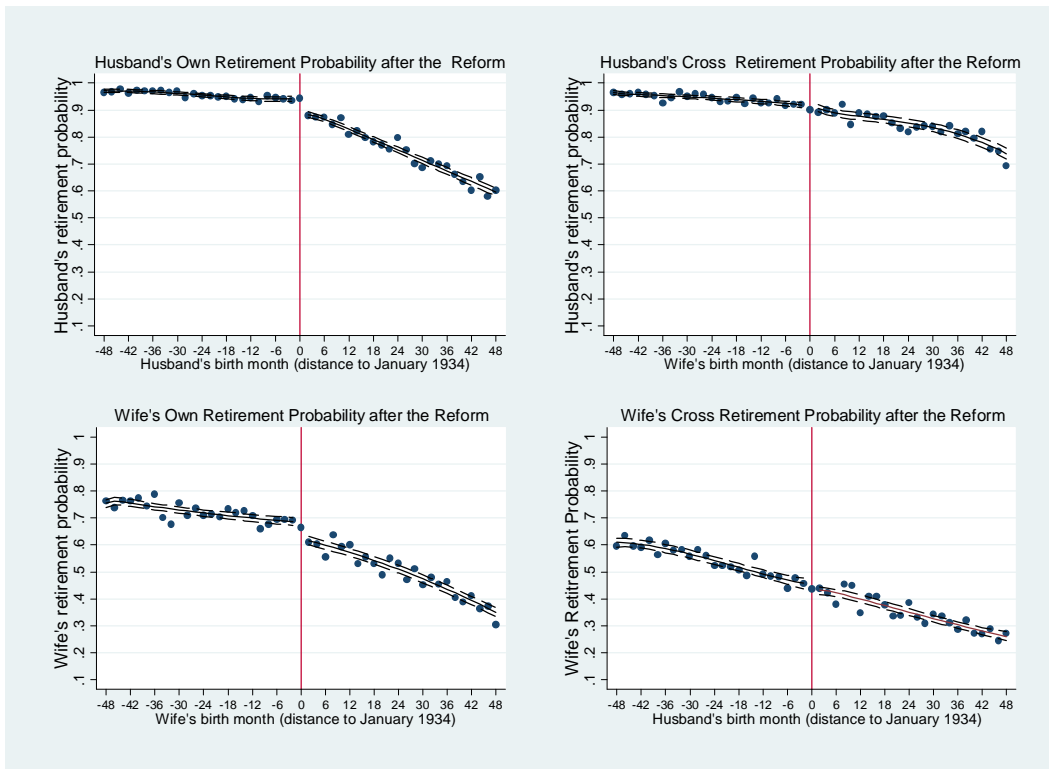 Husband's Own Retirement Probability after the  Reform
Husband's retirement probability
1
.9
.8
.7
.6
.5
.4
.3
.2
.1
-48 -42 -36 -30 -24 -18 -12 -6 0 6 12 18 24 30 36 42 48
Husband's birth month (distance to January 1934)
Husband's Cross  Retirement Probability after the Reform
Husband's retirement probability
1
.9
.8
.7
.6
.5
.4
.3
.2
.1
-48 -42 -36 -30 -24 -18 -12 -6 0 6 12 18 24 30 36 42 48
Wife's birth month (distance to January 1934)
Wife's Own Retirement Probability after the Reform
Wife's retirement probability
1
.9
.8
.7
.6
.5
.4
.3
.2
.1
-48 -42 -36 -30 -24 -18 -12 -6 0 6 12 18 24 30 36 42 48
Wife's birth month (distance to January 1934)
Wife's Cross Retirement Probability after the Reform
Wife's Retitrement Probability
1
.9
.8
.7
.6
.5
.4
.3
.2
.1
-48 -42 -36 -30 -24 -18 -12 -6 0 6 12 18 24 30 36 42 48
Husband's birth month (distance to January 1934)